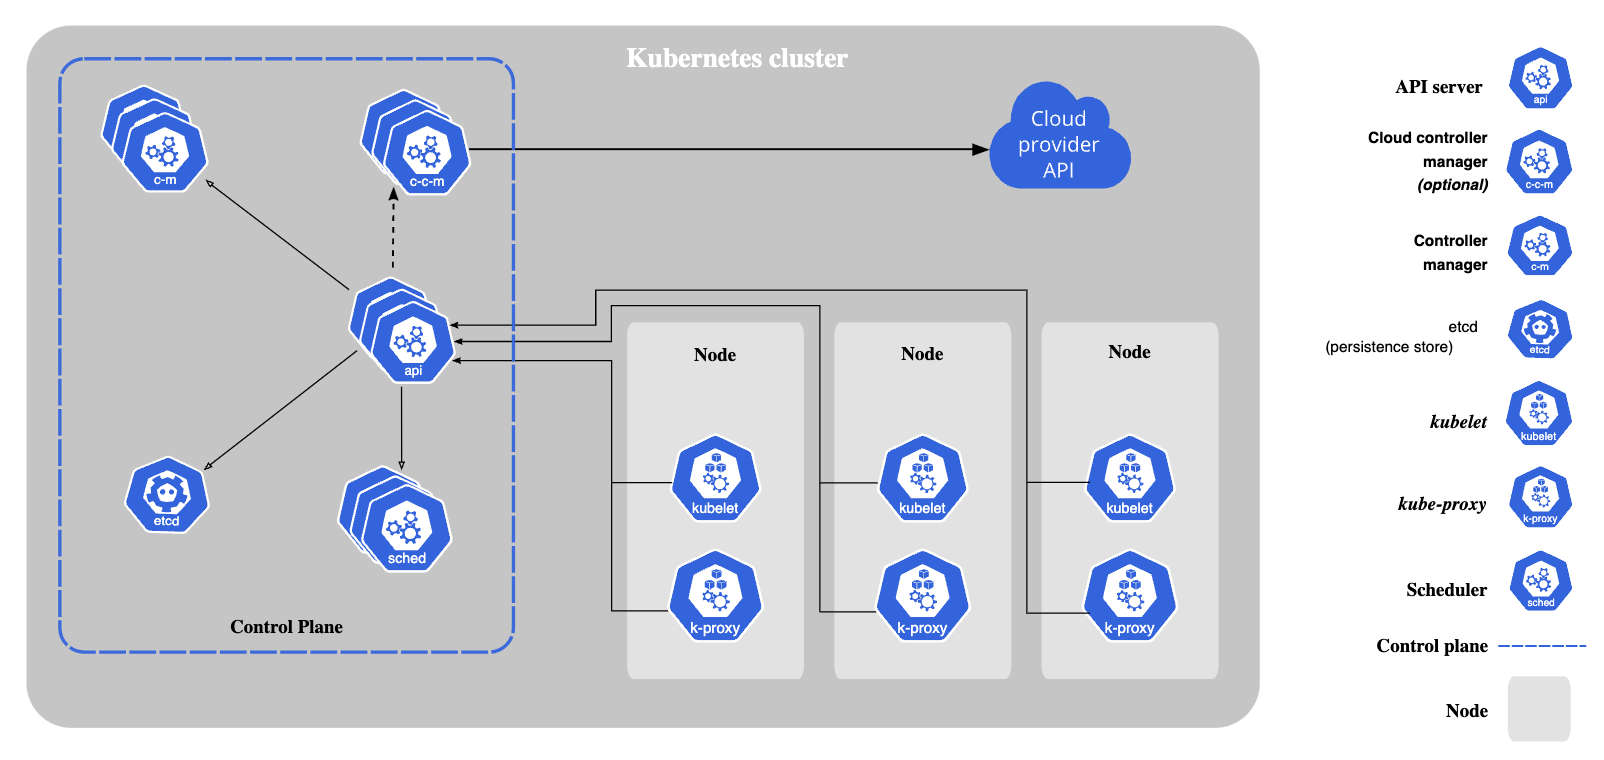 Kubernetes cluster
c-m
c-c-m
Cloud
provider
API
api
etcd
sched
Control Plane
Node
kubelet
k-proxy
Node
kubelet
k-proxy
Node
kubelet
k-proxy
API server
api
Cloud controller
manager
(optional)
c-c-m
Controller
manager
c-m
etcd
(persistence store)
etcd
kubelet
kubelet
kube-proxy
k-proxy
Scheduler
sched
Control plane
Node